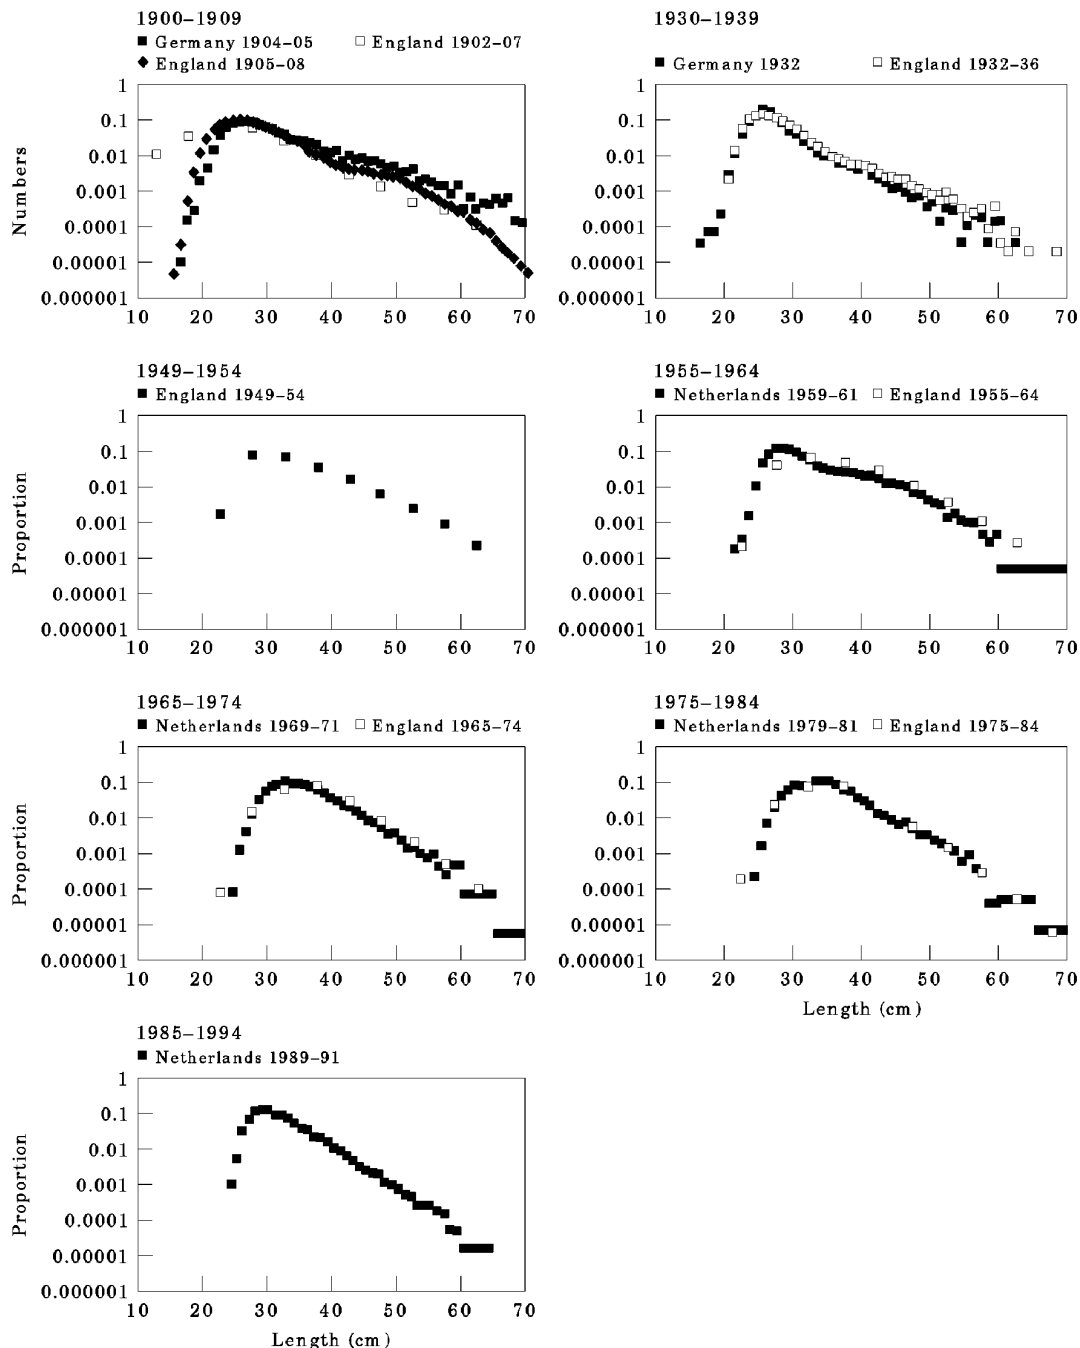 1900–1909
Germany 1904–05 England 1902–07
England 1905–08
1
0.1
0.01
0.001
0.0001
0.00001
0.000001
Numbers
10 20 30 40 50 60 70
1930–1939
Germany 1932 England 1932–36
1
0.1
0.01
0.001
0.0001
0.00001
0.000001
10 20 30 40 50 60 70
1949–1954
England 1949–54
1
0.1
0.01
0.001
0.0001
0.00001
0.000001
Proportion
10 20 30 40 50 60 70
1955–1964
Netherlands 1959–61 England 1955–64
1
0.1
0.01
0.001
0.0001
0.00001
0.000001
10 20 30 40 50 60 70
1965–1974
Netherlands 1969–71 England 1965–74
1
0.1
0.01
0.001
0.0001
0.00001
0.000001
Proportion
10 20 30 40 50 60 70
1975–1984
Netherlands 1979–81 England 1975–84
1
0.1
0.01
0.001
0.0001
0.00001
0.000001
Proportion
10 20 30 40 50 60 70
Length (cm)
1985–1994
Netherlands 1989–91
1
0.1
0.01
0.001
0.0001
0.00001
0.000001
Proportion
10 20 30 40 50 60 70
Length (cm)